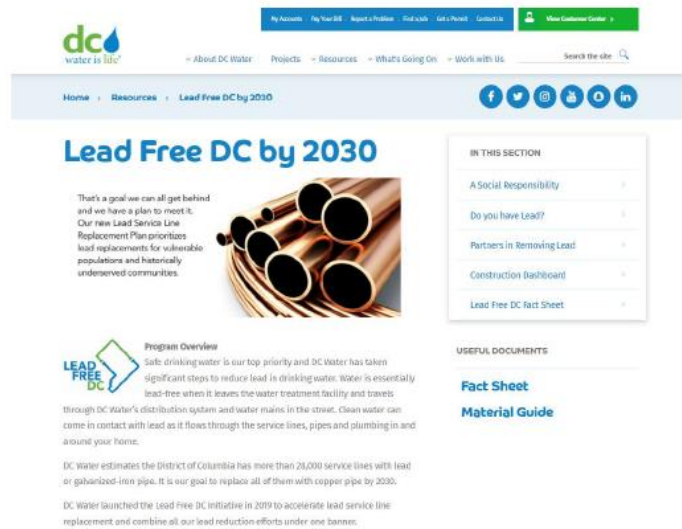 My Accounts Pay Your Bill Report a Problem Find a Job Get a Permit Contact Us
View Customer Center >
dc
water is life®
About DC Water Projects Resources What's Going On Work with Us
Search the site
Home › Resources › Lead Free DC by 2030
Lead Free DC by 2030
That's a goal we can all get behind
and we have a plan to meet it.
Our new Lead Service Line
Replacement Plan prioritizes
lead replacements for vulnerable
populations and historically
underserved communities.
IN THIS SECTION
A Social Responsibility
Do you have Lead?
Partners in Removing Lead
Construction Dashboard
Lead Free DC Fact Sheet
USEFUL DOCUMENTS
Fact Sheet
Material Guide
LEAD
FREE
DC
Program Overview
Safe drinking water is our top priority and DC Water has taken
significant steps to reduce lead in drinking water. Water is essentially
lead-free when it leaves the water treatment facility and travels
through DC Water's distribution system and water mains in the street. Clean water can
come in contact with lead as it flows through the service lines, pipes and plumbing in and
around your home.
DC Water estimates the District of Columbia has more than 28,000 service lines with lead
or galvanized-iron pipe. It is our goal to replace all of them with copper pipe by 2030.
DC Water launched the Lead Free DC Initiative in 2019 to accelerate lead service line
replacement and combine all our lead reduction efforts under one banner.